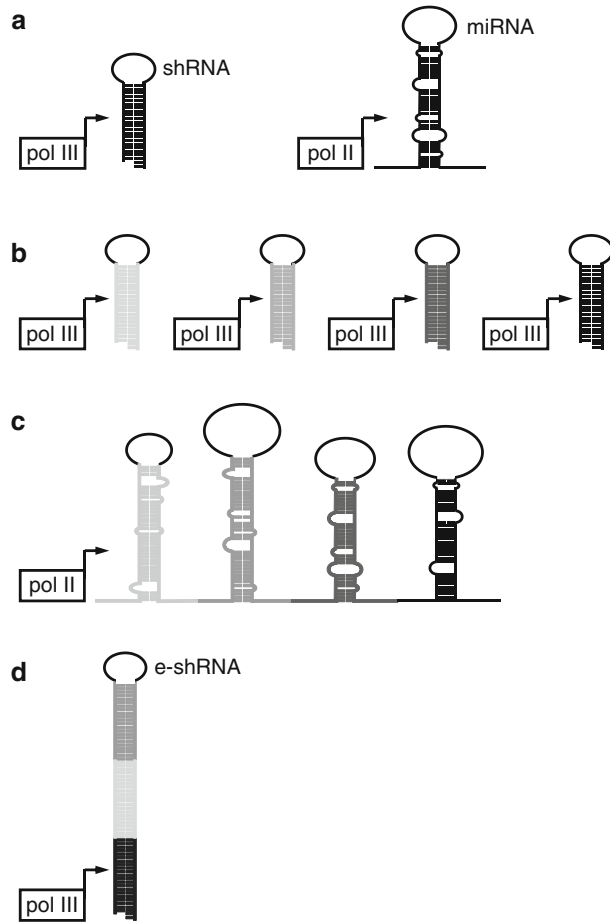 a
shRNA
miRNA
pol III
pol II
b
pol III
pol III
pol III
pol III
c
pol II
d
e-shRNA
pol III